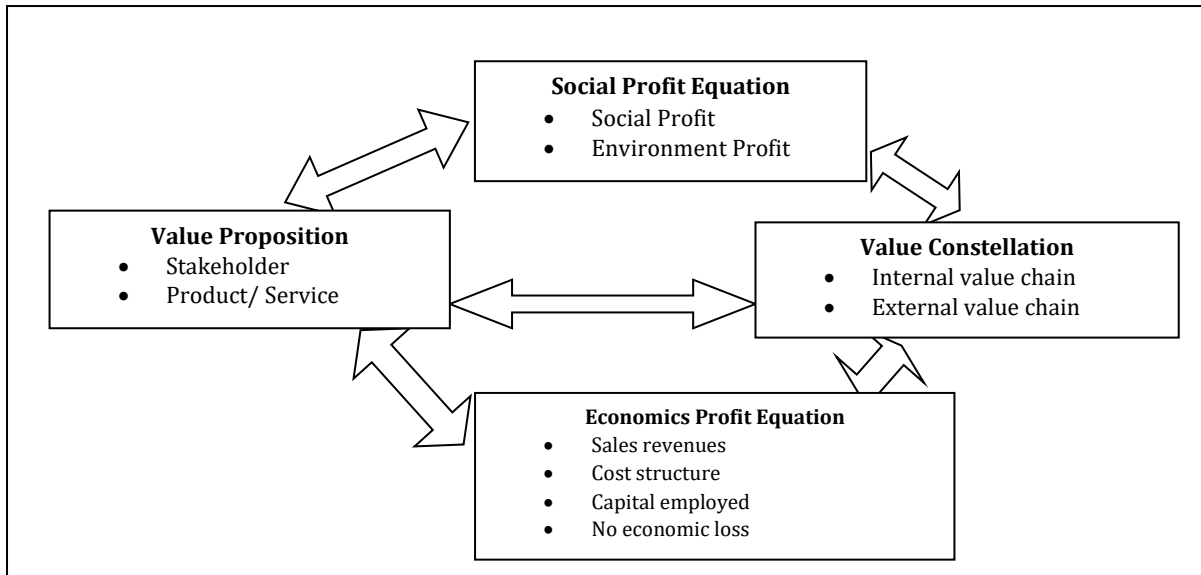 Social Profit Equation
• Social Profit
• Environment Profit
Value Proposition
• Stakeholder
• Product/ Service
Value Constellation
• Internal value chain
• External value chain
Economics Profit Equation
• Sales revenues
• Cost structure
• Capital employed
• No economic loss